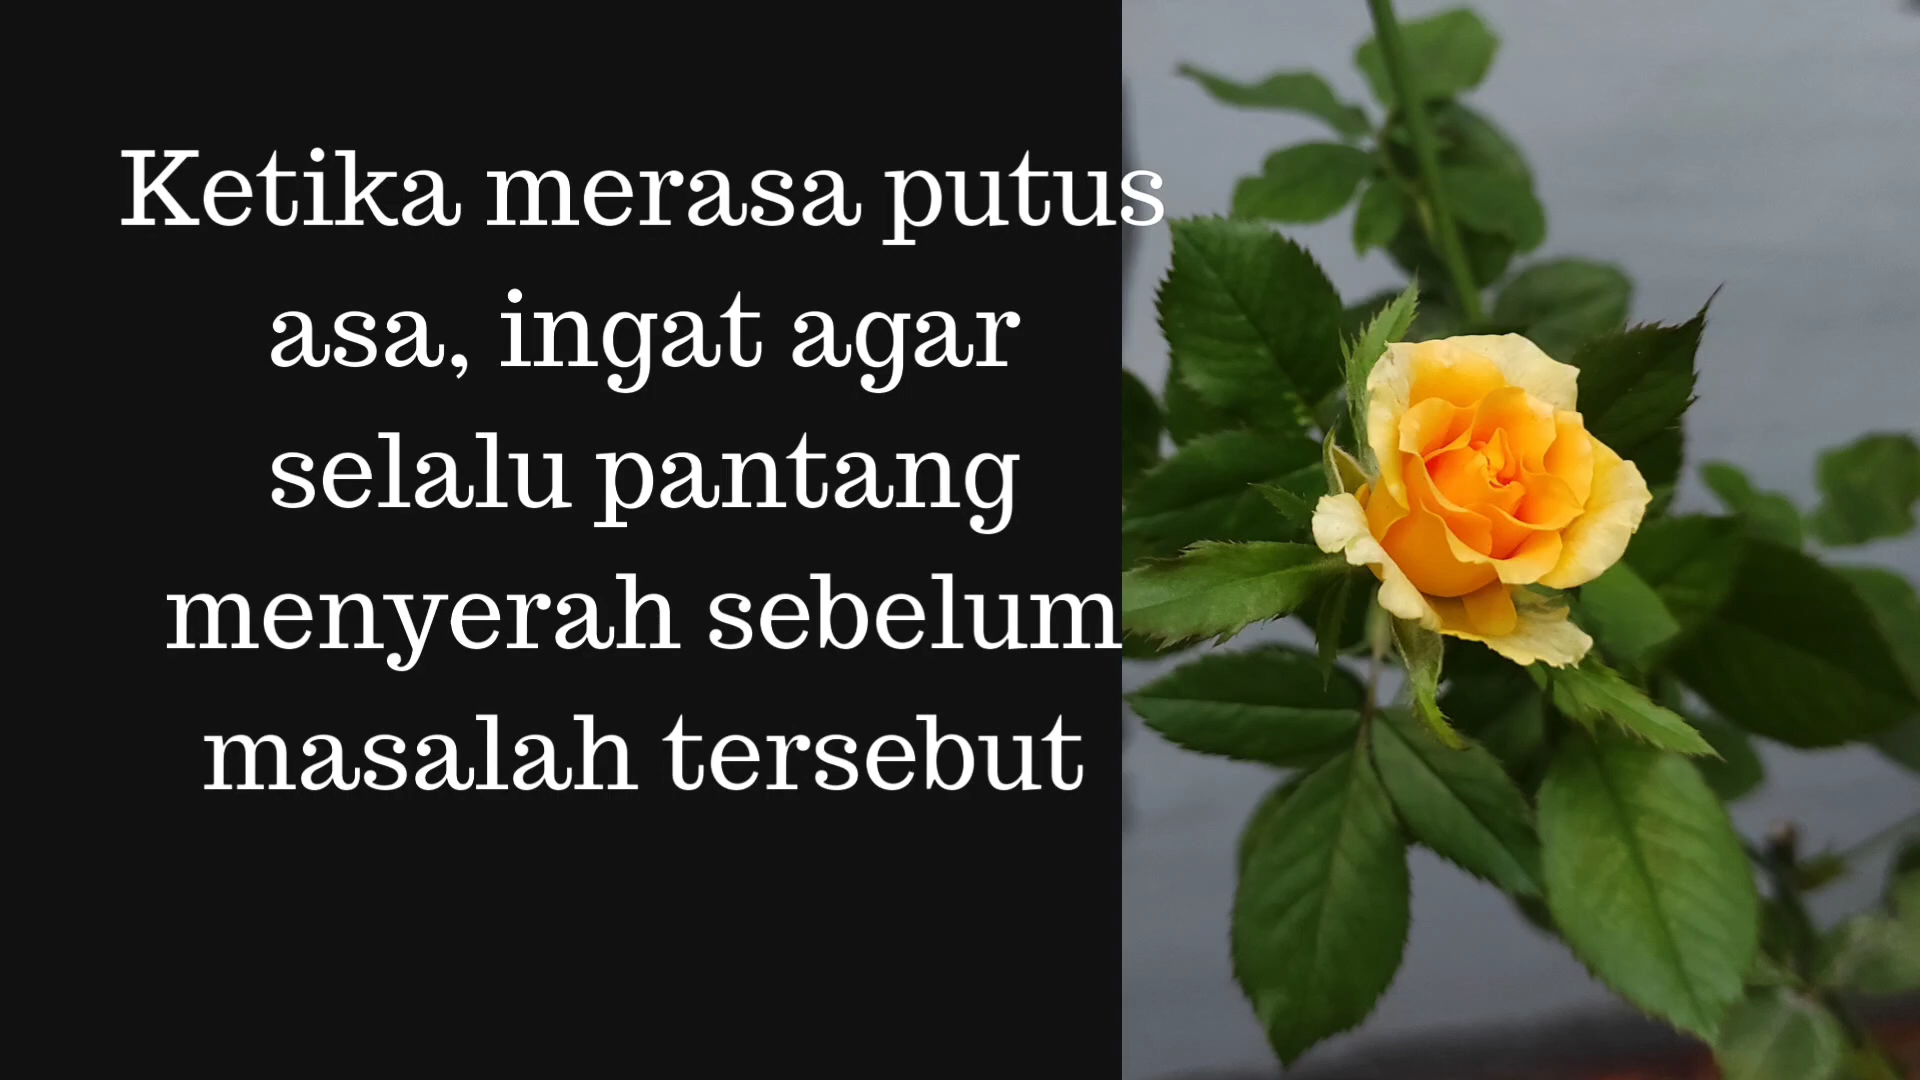 Ketika merasa putus
asa, ingat agar
selalu pantang
menyerah sebelum
masalah tersebut